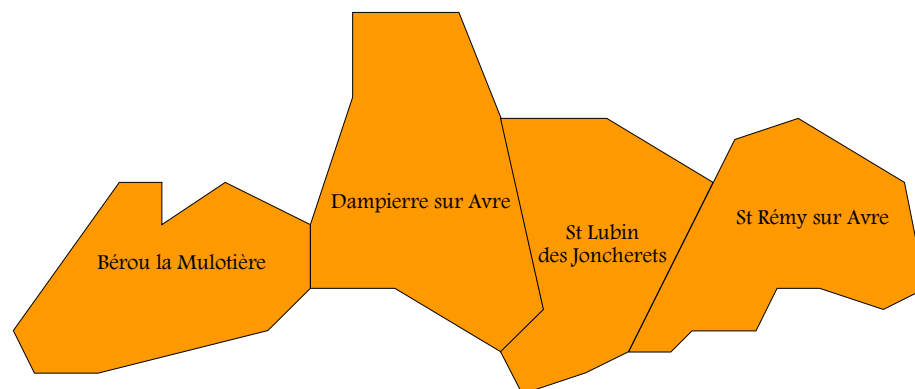 Bérou la Mulotière
Dampierre sur Avre
St Lubin
des Joncherets
St Rémy sur Avre